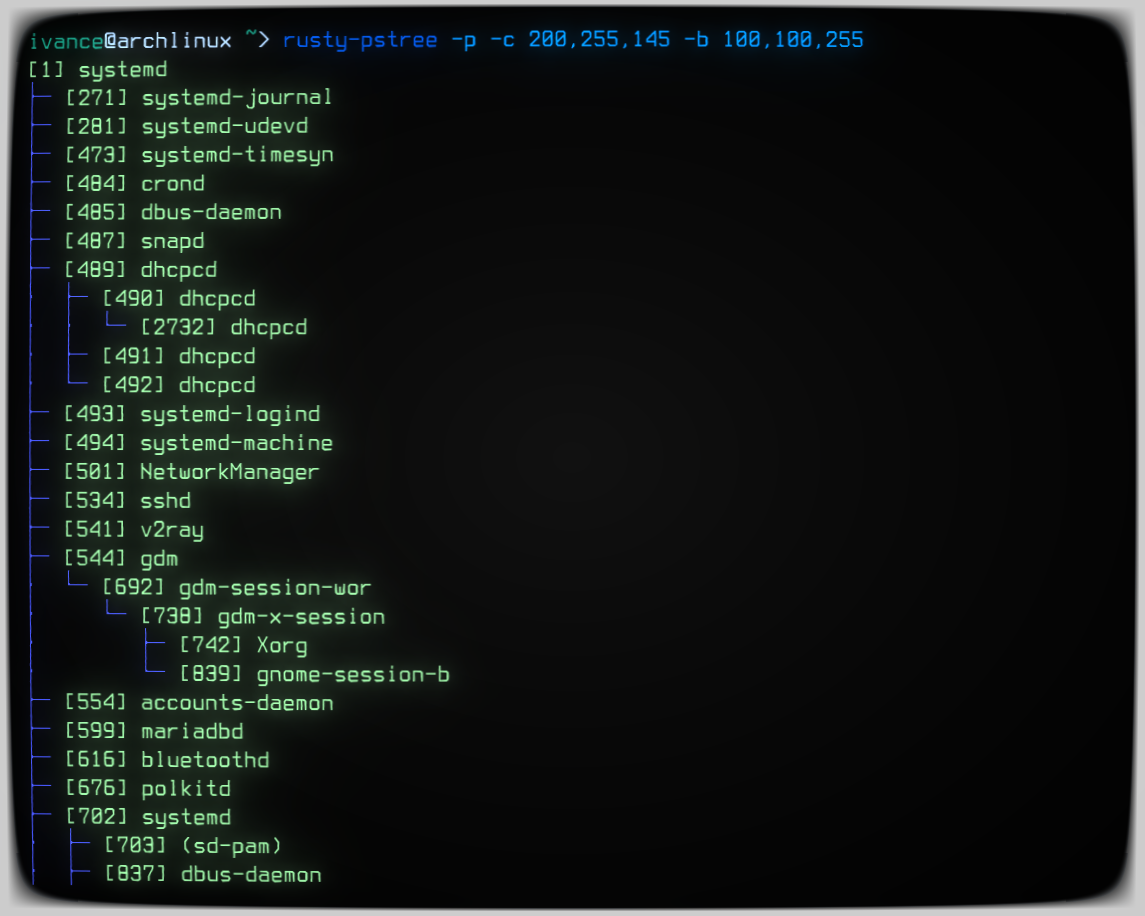 ivance@archlinux ~> rusty-pstree -p -c 200,255,145 -b 100,100,255
[1] systemd
├─ [271] systemd-journal
├─ [281] systemd-udevd
├─ [473] systemd-timesyn
├─ [484] crond
├─ [485] dbus-daemon
├─ [487] snapd
├─ [489] dhcpcd
│  ├─ [490] dhcpcd
│  │  └─ [2732] dhcpcd
│  ├─ [491] dhcpcd
│  └─ [492] dhcpcd
├─ [493] systemd-logind
├─ [494] systemd-machine
├─ [501] NetworkManager
├─ [534] sshd
├─ [541] v2ray
├─ [544] gdm
│  └─ [692] gdm-session-wor
│     └─ [738] gdm-x-session
│        ├─ [742] Xorg
│        └─ [839] gnome-session-b
├─ [554] accounts-daemon
├─ [599] mariadbd
├─ [616] bluetoothd
├─ [676] polkitd
├─ [702] systemd
│  ├─ [703] (sd-pam)
│  ├─ [837] dbus-daemon